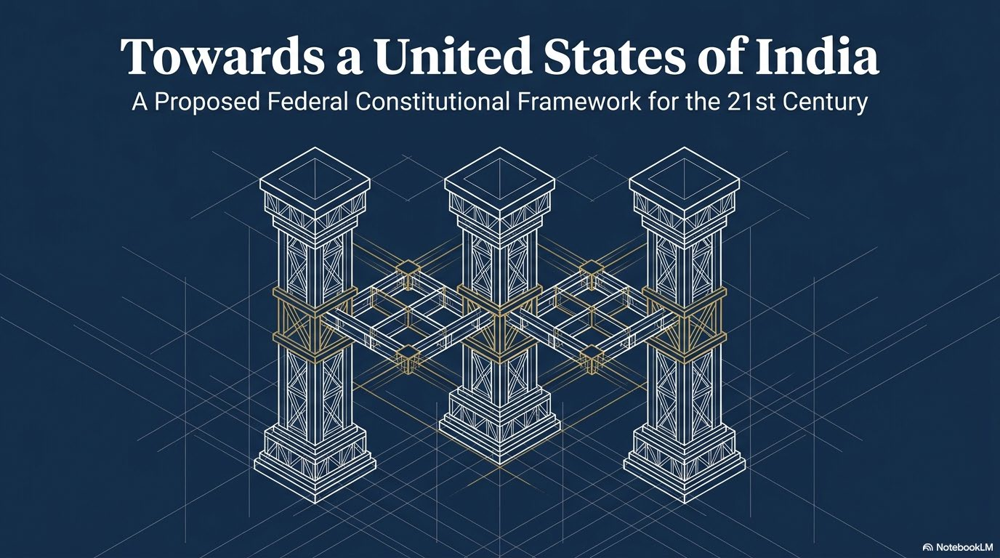 Towards a United States of India
A Proposed Federal Constitutional Framework for the 21st Century
NotebookLM